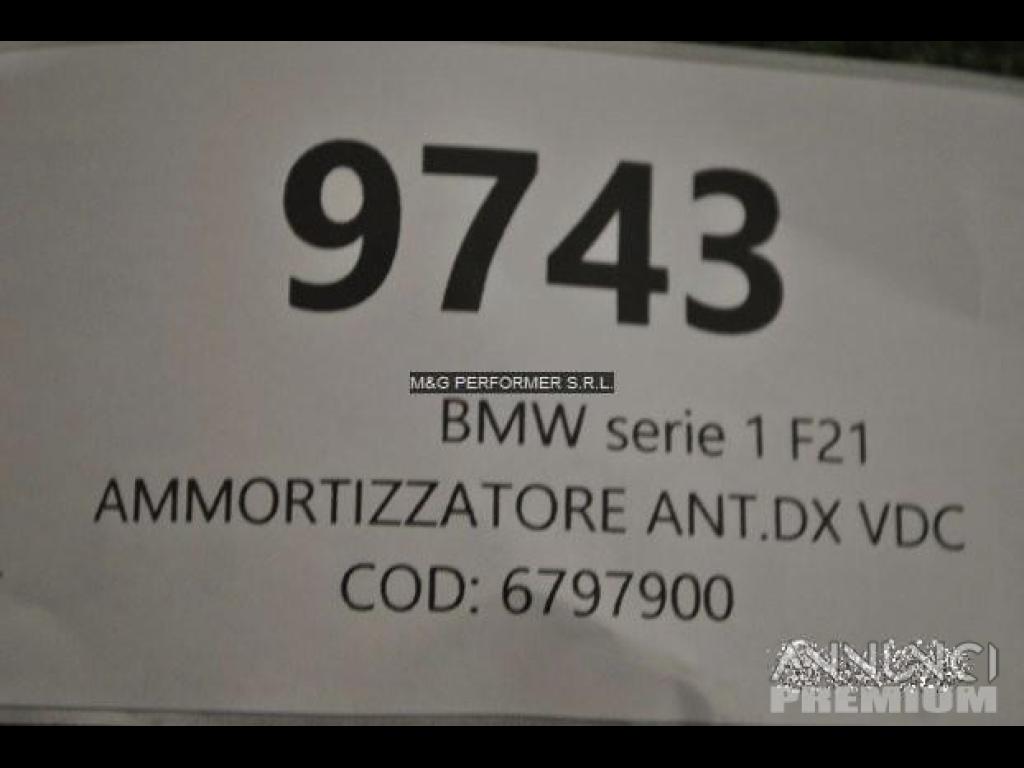 9743
M&G PERFORMER S.R.L.
BMW serie 1 F21
AMMORTIZZATORE ANT.DX VDC
COD: 6797900
ANNUNCI
PREMIUM